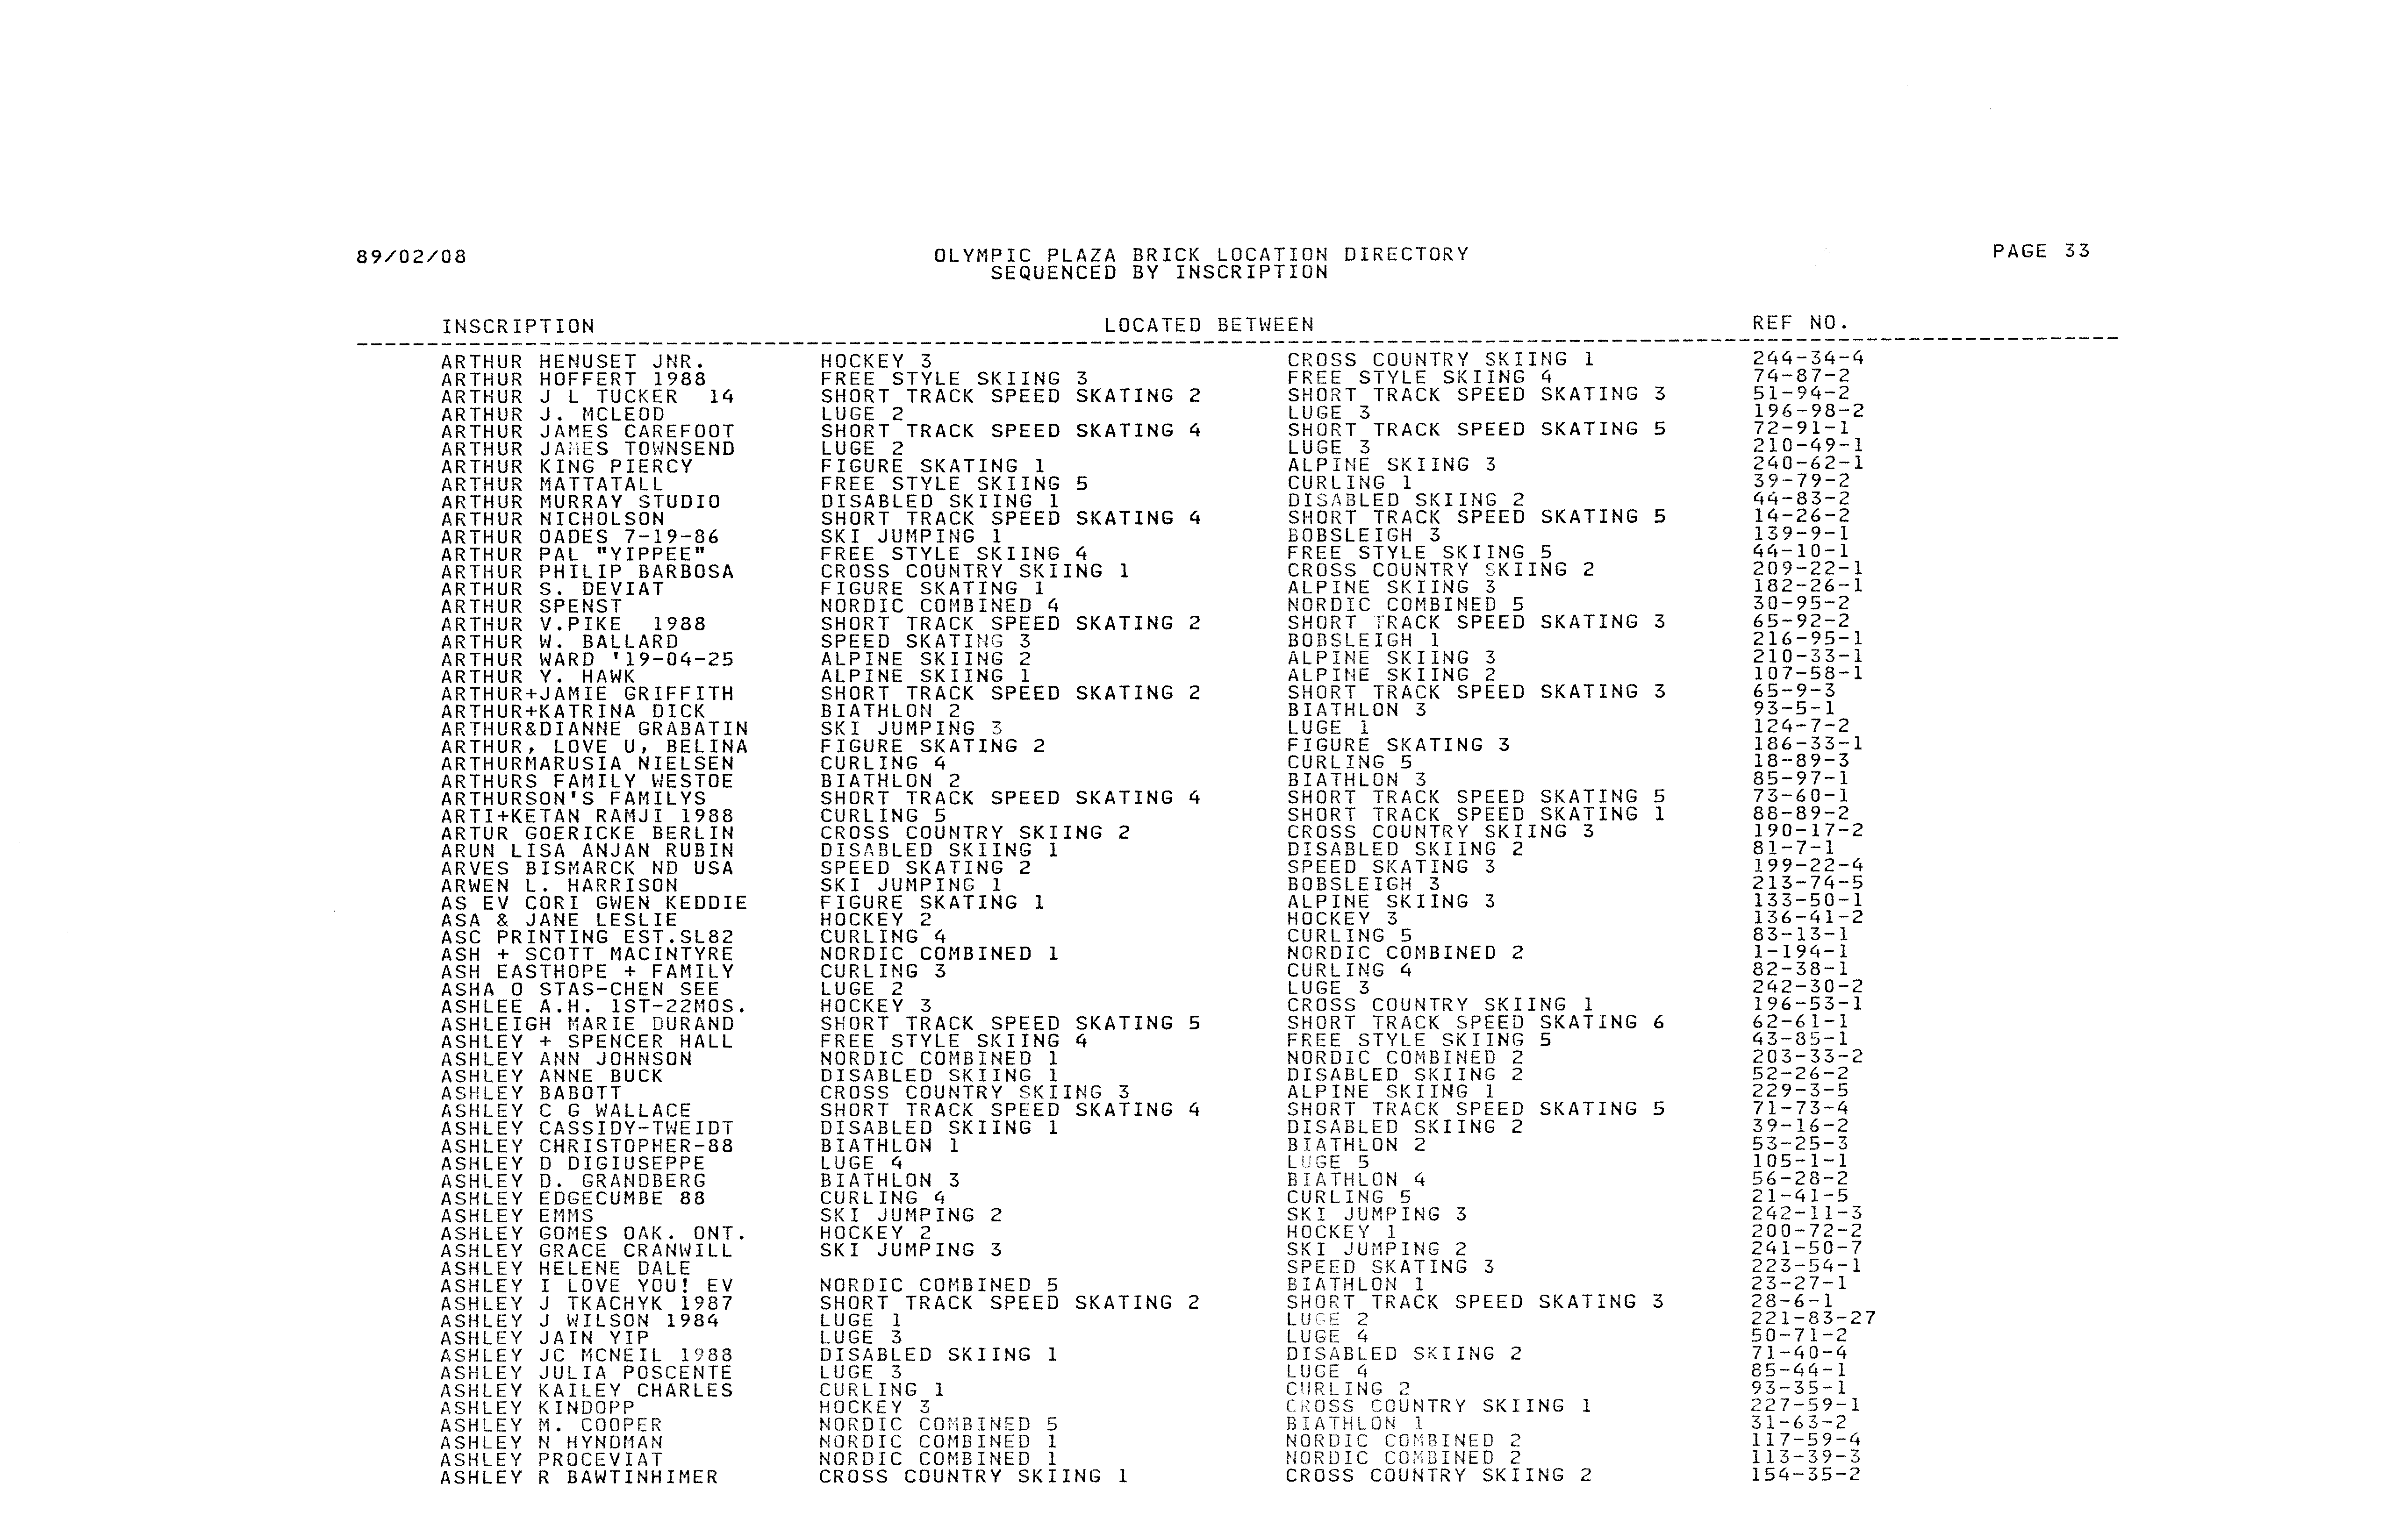 89/02/08 OLYMPIC PLAZA BRICK LOCATION DIRECTORY PAGE 33
SEQUENCED BY INSCRIPTION
INSCRIPTION LOCATED BETWEEN REF NO.
ARTHUR HENUSET JNR. HOCKEY 3 CROSS COUNTRY SKIING 1 244-34-4
ARTHUR HOFFERT 1988 FREE STYLE SKIING 3 FREE STYLE SKIING 4 74-87-2
ARTHUR J L TUCKER 14 SHORT TRACK SPEED SKATING 2 SHORT TRACK SPEED SKATING 3 51-94-2
ARTHUR J. MCLEOD LUGE 2 LUGE 3 196-98-2
ARTHUR JAMES CAREFOOT SHORT TRACK SPEED SKATING 4 SHORT TRACK SPEED SKATING 5 72-91-1
ARTHUR JAMES TOWNSEND LUGE 2 LUGE 3 210-49-1
ARTHUR KING PIERCY FIGURE SKATING 1 ALPINE SKIING 3 240-62-1
ARTHUR MATTATALL FREE STYLE SKIING 5 CURLING 1 39-79-2
ARTHUR MURRAY STUDIO DISABLED SKIING 1 DISABLED SKIING 2 44-83-2
ARTHUR NICHOLSON SHORT TRACK SPEED SKATING 4 SHORT TRACK SPEED SKATING 5 14-26-2
ARTHUR OADES 7-19-86 SKI JUMPING 1 BOBSLEIGH 3 139-9-1
ARTHUR PAL "YIPPEE" FREE STYLE SKIING 4 FREE STYLE SKIING 5 44-10-1
ARTHUR PHILIP BARBOSA CROSS COUNTRY SKIING 1 CROSS COUNTRY SKIING 2 209-22-1
ARTHUR S. DEVIAT FIGURE SKATING 1 ALPINE SKIING 3 182-26-1
ARTHUR SPENST NORDIC COMBINED 4 NORDIC COMBINED 5 30-95-2
ARTHUR V.PIKE 1988 SHORT TRACK SPEED SKATING 2 SHORT TRACK SPEED SKATING 3 65-92-2
ARTHUR W. BALLARD SPEED SKATING 3 BOBSLEIGH 1 216-95-1
ARTHUR WARD '19-04-25 ALPINE SKIING 2 ALPINE SKIING 3 210-33-1
ARTHUR Y. HAWK ALPINE SKIING 1 ALPINE SKIING 2 107-58-1
ARTHUR+JAMIE GRIFFITH SHORT TRACK SPEED SKATING 2 SHORT TRACK SPEED SKATING 3 65-9-3
ARTHUR+KATRINA DICK BIATHLON 2 BIATHLON 3 93-5-1
ARTHUR&DIANNE GRABATIN SKI JUMPING 3 LUGE 1 124-7-2
ARTHUR, LOVE U, BELINA FIGURE SKATING 2 FIGURE SKATING 3 186-33-1
ARTHURMARUSIA NIELSEN CURLING 4 CURLING 5 18-89-3
ARTHURS FAMILY WESTOE BIATHLON 2 BIATHLON 3 85-97-1
ARTHURSON'S FAMILYS SHORT TRACK SPEED SKATING 4 SHORT TRACK SPEED SKATING 5 73-60-1
ARTI+KETAN RAMJI 1988 CURLING 5 SHORT TRACK SPEED SKATING 1 88-89-2
ARTUR GOERICKE BERLIN CROSS COUNTRY SKIING 2 CROSS COUNTRY SKIING 3 190-17-2
ARUN LISA ANJAN RUBIN DISABLED SKIING 1 DISABLED SKIING 2 81-7-1
ARVES BISMARCK ND USA SPEED SKATING 2 SPEED SKATING 3 199-22-4
ARWEN L. HARRISON SKI JUMPING 1 BOBSLEIGH 3 213-74-5
AS EV CORI GWEN KEDDIE FIGURE SKATING 1 ALPINE SKIING 3 133-50-1
ASA & JANE LESLIE HOCKEY 2 HOCKEY 3 136-41-2
ASC PRINTING EST.SL82 CURLING 4 CURLING 5 83-13-1
ASH + SCOTT MACINTYRE NORDIC COMBINED 1 NORDIC COMBINED 2 1-194-1
ASH EASTHOPE + FAMILY CURLING 3 CURLING 4 82-38-1
ASHA O STAS-CHEN SEE LUGE 2 LUGE 3 242-30-2
ASHLEE A.H. 1ST-22MOS. HOCKEY 3 CROSS COUNTRY SKIING 1 196-53-1
ASHLEIGH MARIE DURAND SHORT TRACK SPEED SKATING 5 SHORT TRACK SPEED SKATING 6 62-61-1
ASHLEY + SPENCER HALL FREE STYLE SKIING 4 FREE STYLE SKIING 5 43-85-1
ASHLEY ANN JOHNSON NORDIC COMBINED 1 NORDIC COMBINED 2 203-33-2
ASHLEY ANNE BUCK DISABLED SKIING 1 DISABLED SKIING 2 52-26-2
ASHLEY BABOTT CROSS COUNTRY SKIING 3 ALPINE SKIING 1 229-3-5
ASHLEY C G WALLACE SHORT TRACK SPEED SKATING 4 SHORT TRACK SPEED SKATING 5 71-73-4
ASHLEY CASSIDY-TWEIDT DISABLED SKIING 1 DISABLED SKIING 2 39-16-2
ASHLEY CHRISTOPHER-88 BIATHLON 1 BIATHLON 2 53-25-3
ASHLEY D DIGIUSEPPE LUGE 4 LUGE 5 105-1-1
ASHLEY D. GRANDBERG BIATHLON 3 BIATHLON 4 56-28-2
ASHLEY EDGECUMBE 88 CURLING 4 CURLING 5 21-41-5
ASHLEY EMMS SKI JUMPING 2 SKI JUMPING 3 242-11-3
ASHLEY GOMES OAK. ONT. HOCKEY 2 HOCKEY 1 200-72-2
ASHLEY GRACE CRANWILL SKI JUMPING 3 SKI JUMPING 2 241-50-7
ASHLEY HELENE DALE SPEED SKATING 3 223-54-1
ASHLEY I LOVE YOU! EV NORDIC COMBINED 5 BIATHLON 1 23-27-1
ASHLEY J TKACHYK 1987 SHORT TRACK SPEED SKATING 2 SHORT TRACK SPEED SKATING 3 28-6-1
ASHLEY J WILSON 1984 LUGE 1 LUGE 2 221-83-27
ASHLEY JAIN YIP LUGE 3 LUGE 4 50-71-2
ASHLEY JC MCNEIL 1988 DISABLED SKIING 1 DISABLED SKIING 2 71-40-4
ASHLEY JULIA POSCENTE LUGE 3 LUGE 4 85-44-1
ASHLEY KAILEY CHARLES CURLING 1 CURLING 2 93-35-1
ASHLEY KINDOPP HOCKEY 3 CROSS COUNTRY SKIING 1 227-59-1
ASHLEY M. COOPER NORDIC COMBINED 5 BIATHLON 1 31-63-2
ASHLEY N HYNDMAN NORDIC COMBINED 1 NORDIC COMBINED 2 117-59-4
ASHLEY PROCEVIAT NORDIC COMBINED 1 NORDIC COMBINED 2 113-39-3
ASHLEY R BAWTINHIMER CROSS COUNTRY SKIING 1 CROSS COUNTRY SKIING 2 154-35-2